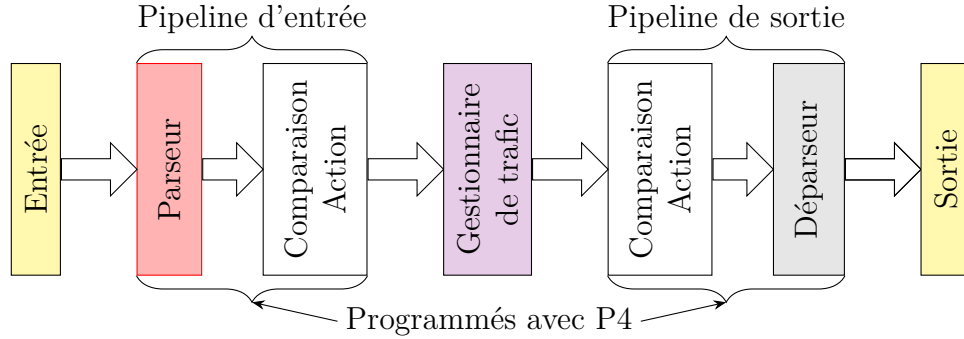 Pipeline d'entrée
Pipeline de sortie
Entrée
Parseur
Comparaison
Action
Gestionnaire
de trafic
Comparaison
Action
Déparseur
Sortie
Programmés avec P4